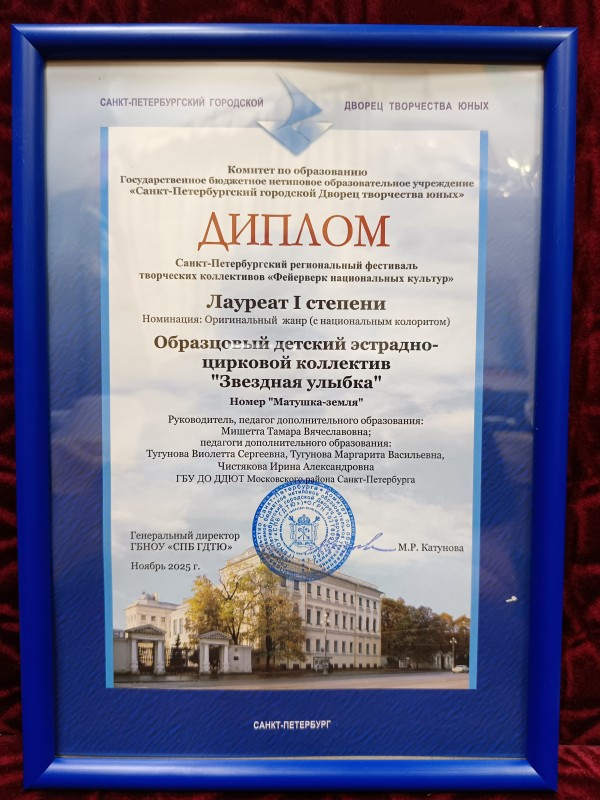 САНКТ-ПЕТЕРБУРГСКИЙ ГОРОДСКОЙ ДВОРЕЦ ТВОРЧЕСТВА ЮНЫХ
Комитет по образованию
Государственное бюджетное нетиповое образовательное учреждение
«Санкт-Петербургский городской Дворец творчества юных»
ДИПЛОМ
Санкт-Петербургский региональный фестиваль
творческих коллективов «Фейерверк национальных культур»
Лауреат I степени
Номинация: Оригинальный жанр (с национальным колоритом)
Образцовый детский эстрадно-
цирковой коллектив
"Звездная улыбка"
Номер "Матушка-земля"
Руководитель, педагог дополнительного образования:
Мишетта Тамара Вячеславовна;
педагоги дополнительного образования:
Тугунова Виолетта Сергеевна, Тугунова Маргарита Васильевна,
Чистякова Ирина Александровна
ГБУ ДО ДДЮТ Московского района Санкт-Петербурга
Генеральный директор
ГБНОУ «СПБ ГДТЮ» М.Р. Катунова
Ноябрь 2025 г.
САНКТ-ПЕТЕРБУРГ